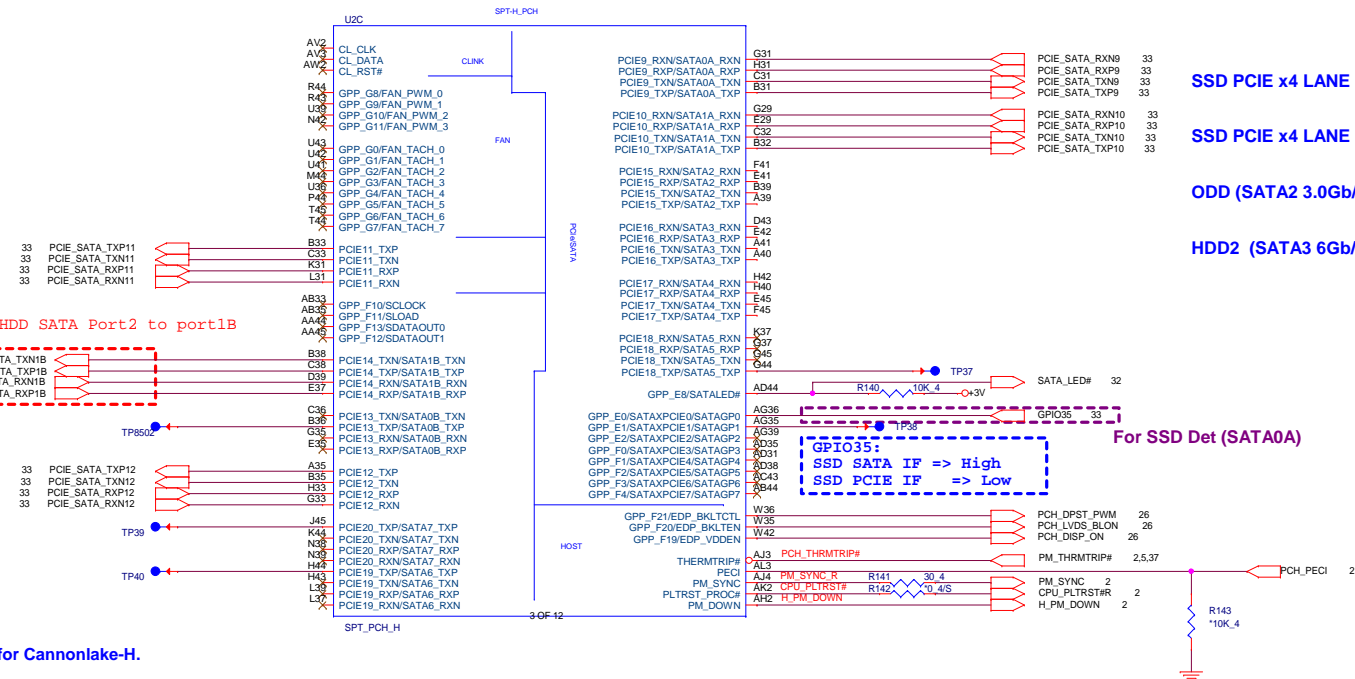 SPT-H_PCH
U2C
AV2 CL_CLK
AV3 CL_DATA
AW2 CL_RST#
CLINK
R44 GPP_G8/FAN_PWM_0
R43 GPP_G9/FAN_PWM_1
U39 GPP_G10/FAN_PWM_2
N42 GPP_G11/FAN_PWM_3
FAN
U43 GPP_G0/FAN_TACH_0
U42 GPP_G1/FAN_TACH_1
U41 GPP_G2/FAN_TACH_2
M44 GPP_G3/FAN_TACH_3
U36 GPP_G4/FAN_TACH_4
P44 GPP_G5/FAN_TACH_5
T45 GPP_G6/FAN_TACH_6
T44 GPP_G7/FAN_TACH_7
PCIe/SATA
33 PCIE_SATA_TXP11 B33 PCIE11_TXP
33 PCIE_SATA_TXN11 C33 PCIE11_TXN
33 PCIE_SATA_RXP11 K31 PCIE11_RXP
33 PCIE_SATA_RXN11 L31 PCIE11_RXN
AB33 GPP_F10/SCLOCK
AB35 GPP_F11/SLOAD
AA44 GPP_F13/SDATAOUT0
AA45 GPP_F12/SDATAOUT1
HDD SATA Port2 to port1B
TA_TXN1B B38 PCIE14_TXN/SATA1B_TXN
TA_TXP1B C38 PCIE14_TXP/SATA1B_TXP
TA_RXN1B D39 PCIE14_RXN/SATA1B_RXN
TA_RXP1B E37 PCIE14_RXP/SATA1B_RXP
C36 PCIE13_TXN/SATA0B_TXN
TP8502 B36 PCIE13_TXP/SATA0B_TXP
G35 PCIE13_RXN/SATA0B_RXN
E35 PCIE13_RXP/SATA0B_RXP
33 PCIE_SATA_TXP12 A35 PCIE12_TXP
33 PCIE_SATA_TXN12 B35 PCIE12_TXN
33 PCIE_SATA_RXP12 H33 PCIE12_RXP
33 PCIE_SATA_RXN12 G33 PCIE12_RXN
TP39 J45 PCIE20_TXP/SATA7_TXP
K44 PCIE20_TXN/SATA7_TXN
N38 PCIE20_RXP/SATA7_RXP
N39 PCIE20_RXN/SATA7_RXN
TP40 H44 PCIE19_TXP/SATA6_TXP
H43 PCIE19_TXN/SATA6_TXN
L39 PCIE19_RXP/SATA6_RXP
L37 PCIE19_RXN/SATA6_RXN
HOST
3 OF 12
SPT_PCH_H
for Cannonlake-H.
PCIE9_RXN/SATA0A_RXN G31 PCIE_SATA_RXN9 33
PCIE9_RXP/SATA0A_RXP H31 PCIE_SATA_RXP9 33
PCIE9_TXN/SATA0A_TXN C31 PCIE_SATA_TXN9 33
PCIE9_TXP/SATA0A_TXP B31 PCIE_SATA_TXP9 33
SSD PCIE x4 LANE
PCIE10_RXN/SATA1A_RXN G29 PCIE_SATA_RXN10 33
PCIE10_RXP/SATA1A_RXP E29 PCIE_SATA_RXP10 33
PCIE10_TXN/SATA1A_TXN C32 PCIE_SATA_TXN10 33
PCIE10_TXP/SATA1A_TXP B32 PCIE_SATA_TXP10 33
SSD PCIE x4 LANE
PCIE15_RXN/SATA2_RXN F41
PCIE15_RXP/SATA2_RXP E41
PCIE15_TXN/SATA2_TXN B39
PCIE15_TXP/SATA2_TXP A39
ODD (SATA2 3.0Gb/
PCIE16_RXN/SATA3_RXN D43
PCIE16_RXP/SATA3_RXP E42
PCIE16_TXN/SATA3_TXN A41
PCIE16_TXP/SATA3_TXP A40
HDD2 (SATA3 6Gb/
PCIE17_RXN/SATA4_RXN H42
PCIE17_RXP/SATA4_RXP H40
PCIE17_TXN/SATA4_TXN E45
PCIE17_TXP/SATA4_TXP F45
PCIE18_RXN/SATA5_RXN K37
PCIE18_RXP/SATA5_RXP G37
PCIE18_TXN/SATA5_TXN G45
PCIE18_TXP/SATA5_TXP G44 TP37
GPP_E8/SATALED# AD44 R140 10K_4 +3V SATA_LED# 32
GPP_E0/SATAXPCIE0/SATAGP0 AG36 GPIO35 33
GPP_E1/SATAXPCIE1/SATAGP1 AG35 TP38
GPP_E2/SATAXPCIE2/SATAGP2 AG39
GPP_F0/SATAXPCIE3/SATAGP3 AD35
GPP_F1/SATAXPCIE4/SATAGP4 AD31
GPP_F2/SATAXPCIE5/SATAGP5 AD38
GPP_F3/SATAXPCIE6/SATAGP6 AC43
GPP_F4/SATAXPCIE7/SATAGP7 AB44
For SSD Det (SATA0A)
GPIO35:
SSD SATA IF => High
SSD PCIE IF => Low
GPP_F21/EDP_BKLTCTL W36 PCH_DPST_PWM 26
GPP_F20/EDP_BKLTEN W35 PCH_LVDS_BLON 26
GPP_F19/EDP_VDDEN W42 PCH_DISP_ON 26
THERMTRIP# AJ3 PCH_THRMTRIP# PM_THRMTRIP# 2,5,37
PECI AL3 PCH_PECI 2
PM_SYNC AJ4 PM_SYNC_R R141 30_4 PM_SYNC 2
PLTRST_PROC# AK2 CPU_PLTRST# R142 *0_4/S CPU_PLTRST#R 2
PM_DOWN AH2 H_PM_DOWN H_PM_DOWN 2
R143
*10K_4